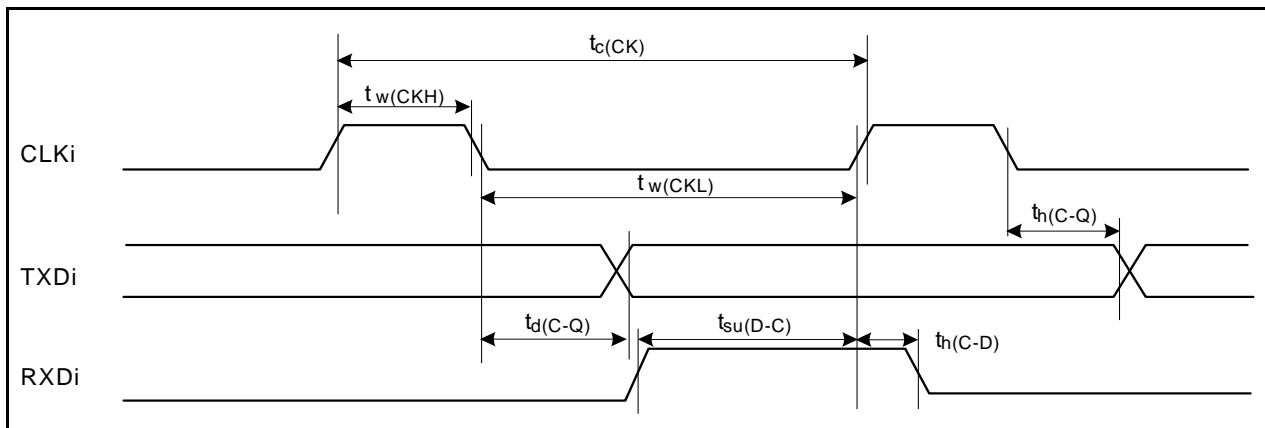 tc(CK)
tw(CKH)
CLKi
tw(CKL)
th(C-Q)
TXDi
td(C-Q)
tsu(D-C)
th(C-D)
RXDi